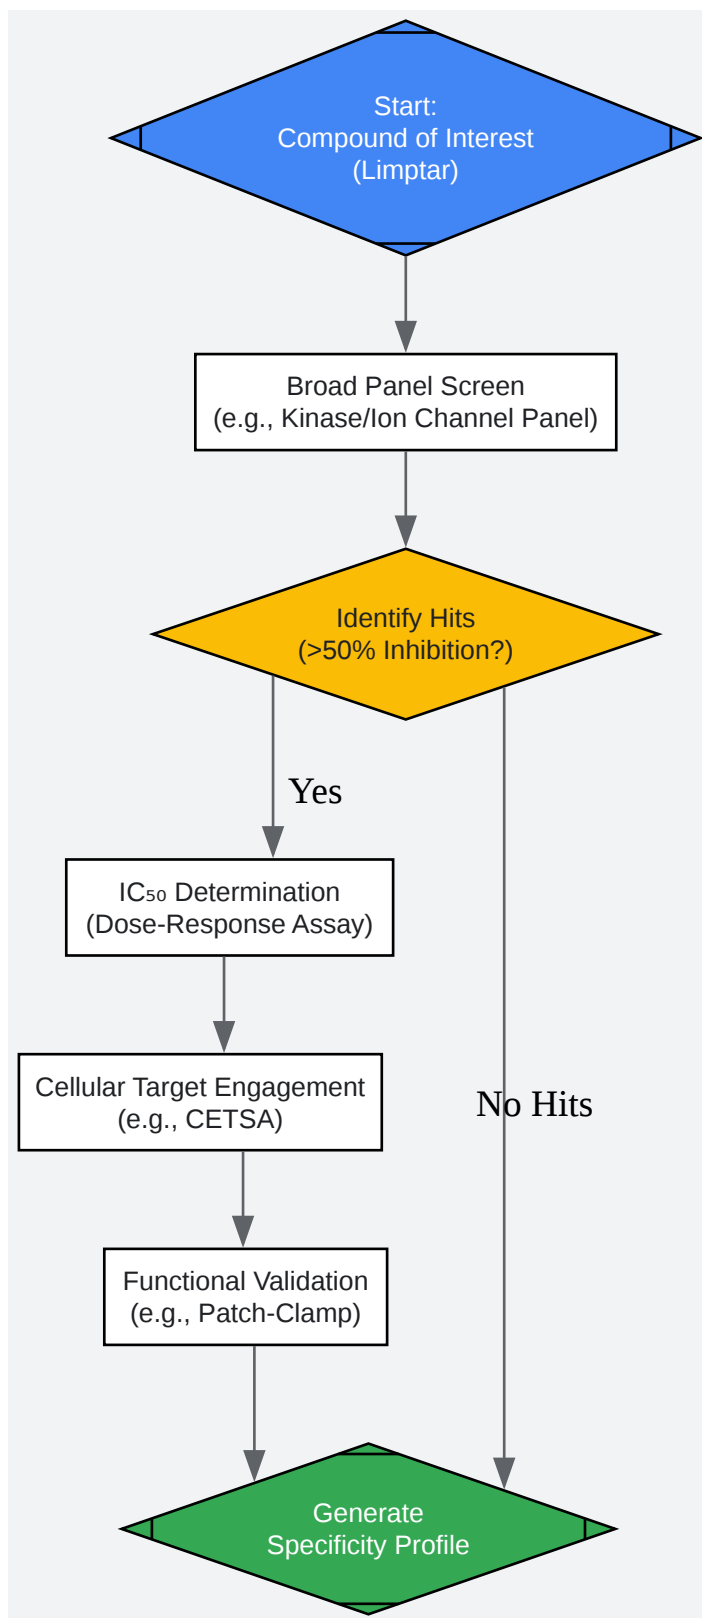 Start:
Compound of Interest
(Limptar)
Broad Panel Screen
(e.g., Kinase/Ion Channel Panel)
Identify Hits
(>50% Inhibition?)
Yes
IC₅₀ Determination
(Dose-Response Assay)
Cellular Target Engagement
(e.g., CETSA)
No Hits
Functional Validation
(e.g., Patch-Clamp)
Generate
Specificity Profile